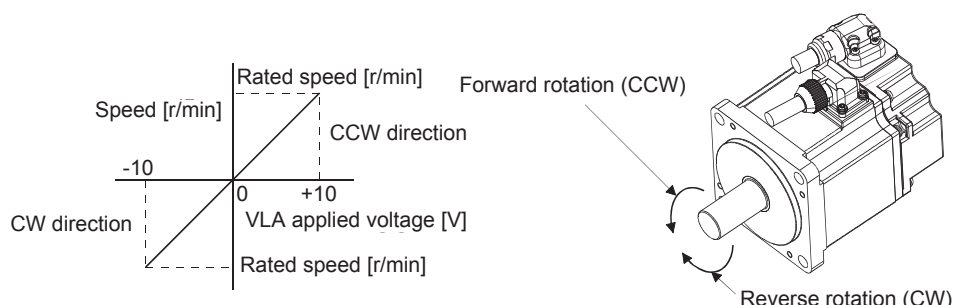 Rated speed [r/min]
Speed [r/min]
CCW direction
-10
0
+10
VLA applied voltage [V]
CW direction
Rated speed [r/min]
Forward rotation (CCW)
Reverse rotation (CW)